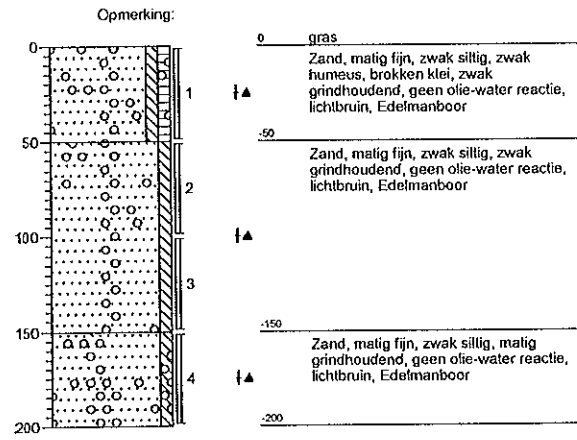 Opmerking:
0 gras
0
Zand, matig fijn, zwak siltig, zwak
humeus, brokken klei, zwak
grindhoudend, geen olie-water reactie,
lichtbruin, Edelmanboor
1
50
-50
Zand, matig fijn, zwak siltig, zwak
grindhoudend, geen olie-water reactie,
lichtbruin, Edelmanboor
2
100
3
150
-150
Zand, matig fijn, zwak siltig, matig
grindhoudend, geen olie-water reactie,
lichtbruin, Edelmanboor
4
200
-200